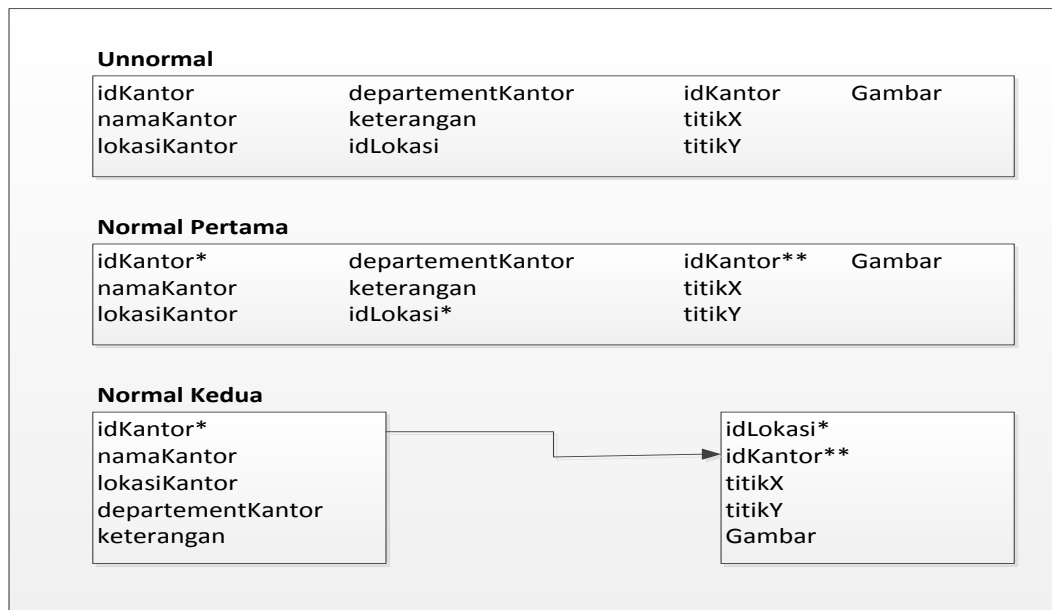 Unnormal
idKantor departementKantor idKantor Gambar
namaKantor keterangan titikX
lokasiKantor idLokasi titikY
Normal Pertama
idKantor* departementKantor idKantor** Gambar
namaKantor keterangan titikX
lokasiKantor idLokasi* titikY
Normal Kedua
idKantor*
namaKantor
lokasiKantor
departementKantor
keterangan
idLokasi*
idKantor**
titikX
titikY
Gambar